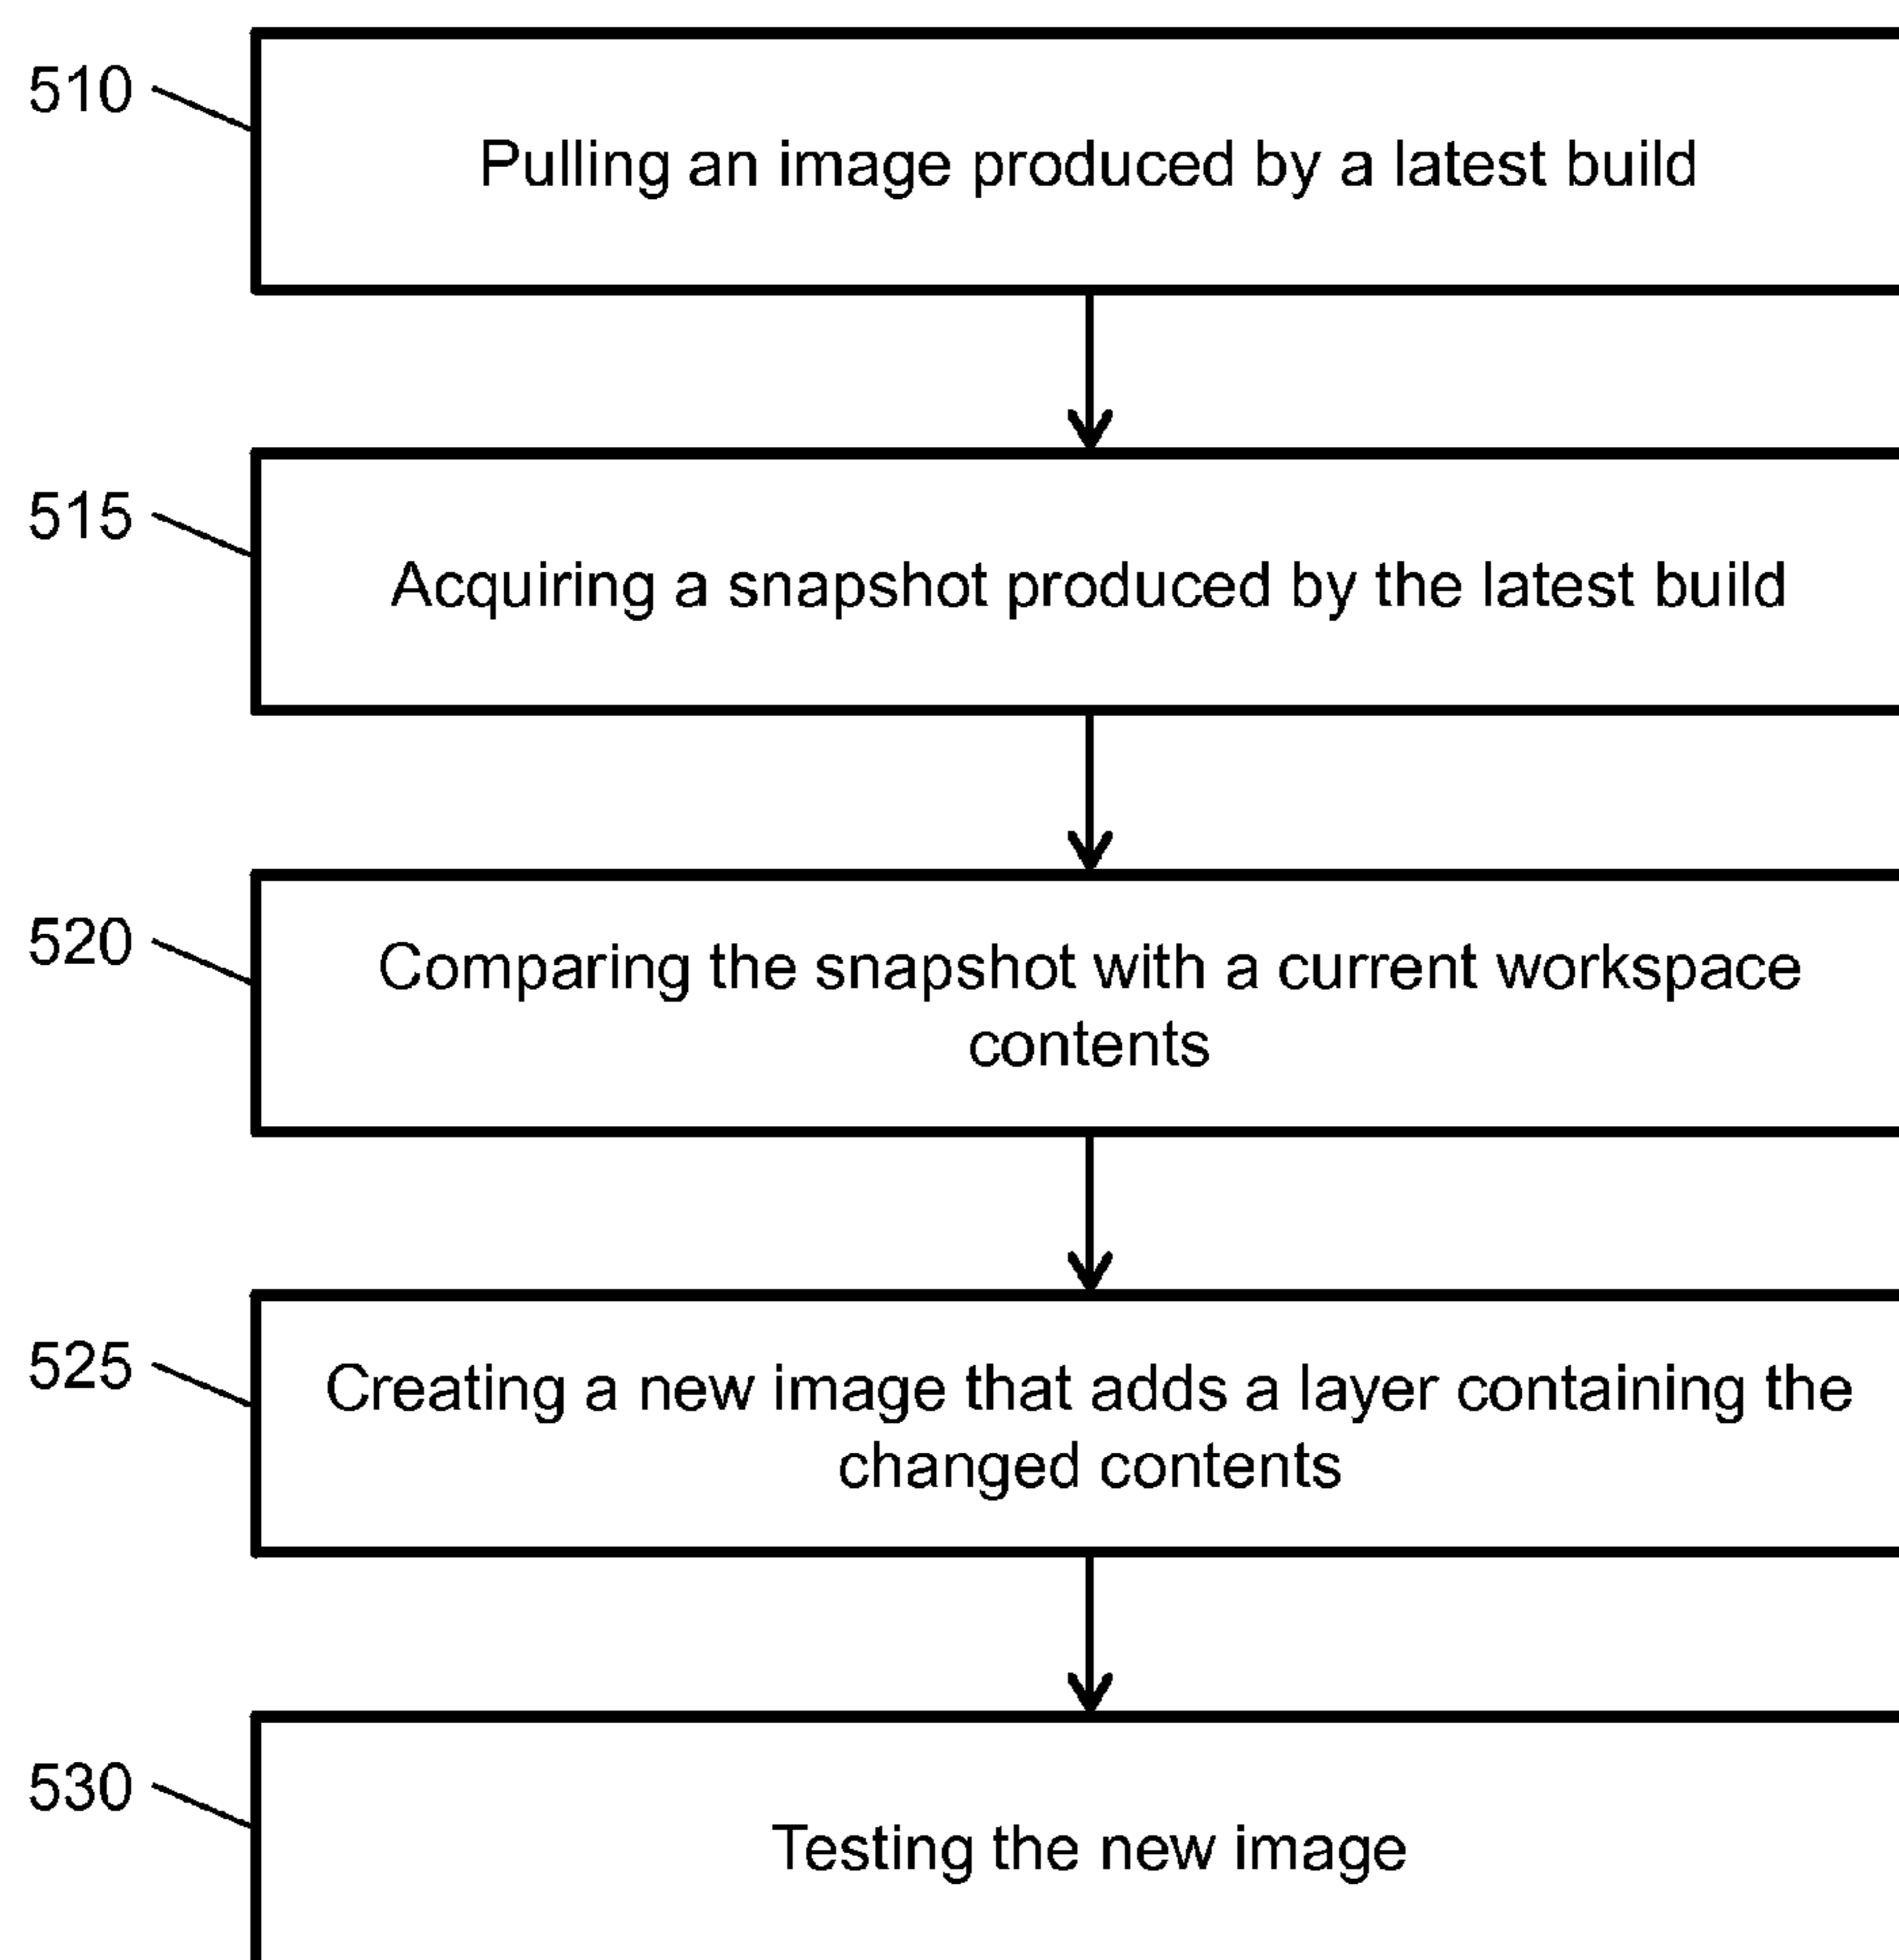 510
Pulling an image produced by a latest build
515
Acquiring a snapshot produced by the latest build
520
Comparing the snapshot with a current workspace
contents
525
Creating a new image that adds a layer containing the
changed contents
530
Testing the new image